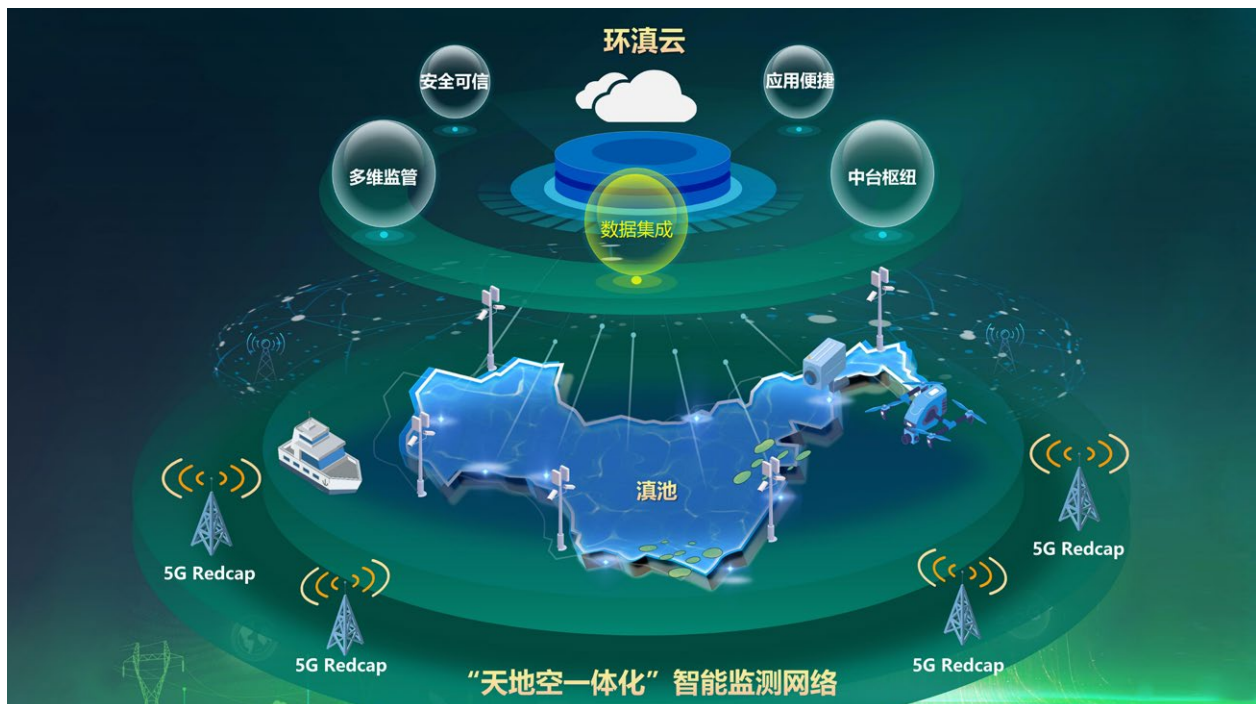 环滇云
安全可信
应用便捷
多维监管
中台枢纽
数据集成
滇池
5G Redcap
5G Redcap
5G Redcap
5G Redcap
“天地空一体化”智能监测网络